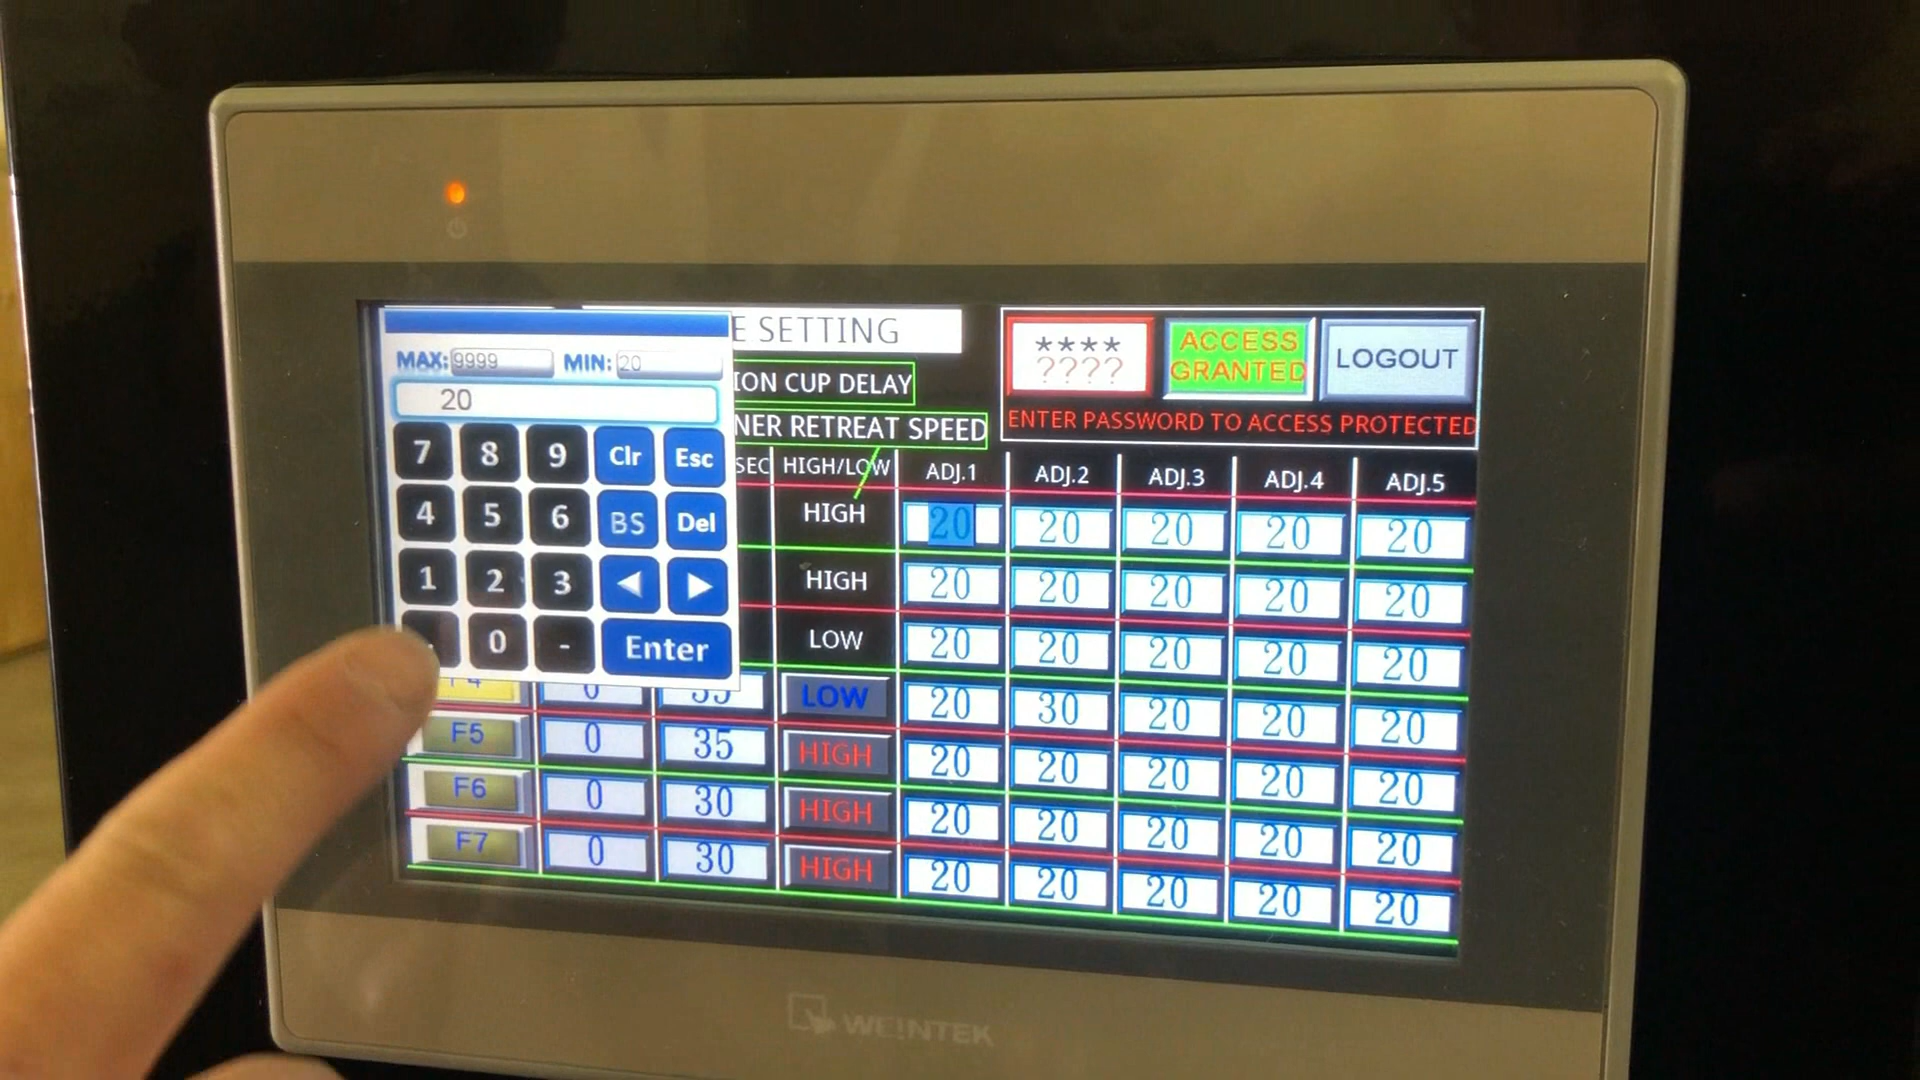 E SETTING
MAX: 9999 MIN: 20
20
7 8 9 Clr Esc
4 5 6 BS Del
1 2 3
. 0 - Enter
ION CUP DELAY
NER RETREAT SPEED
****
????
ACCESS
GRANTED
LOGOUT
ENTER PASSWORD TO ACCESS PROTECTED
SEC HIGH/LOW ADJ.1 ADJ.2 ADJ.3 ADJ.4 ADJ.5
HIGH 20 20 20 20 20
HIGH 20 20 20 20 20
LOW 20 20 20 20 20
F4 0 35 LOW 20 30 20 20 20
F5 0 35 HIGH 20 20 20 20 20
F6 0 30 HIGH 20 20 20 20 20
F7 0 30 HIGH 20 20 20 20 20
WEINTEK